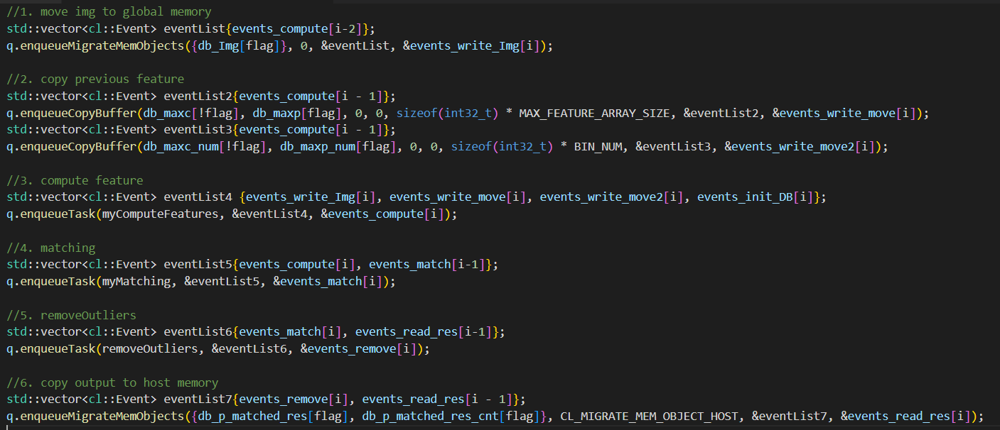 //1. move img to global memory
std::vector<cl::Event> eventList{events_compute[i-2]};
q.enqueueMigrateMemObjects({db_Img[flag]}, 0, &eventList, &events_write_Img[i]);

//2. copy previous feature
std::vector<cl::Event> eventList2{events_compute[i - 1]};
q.enqueueCopyBuffer(db_maxc[!flag], db_maxp[flag], 0, 0, sizeof(int32_t) * MAX_FEATURE_ARRAY_SIZE, &eventList2, &events_write_move[i]);
std::vector<cl::Event> eventList3{events_compute[i - 1]};
q.enqueueCopyBuffer(db_maxc_num[!flag], db_maxp_num[flag], 0, 0, sizeof(int32_t) * BIN_NUM, &eventList3, &events_write_move2[i]);

//3. compute feature
std::vector<cl::Event> eventList4 {events_write_Img[i], events_write_move[i], events_write_move2[i], events_init_DB[i]};
q.enqueueTask(myComputeFeatures, &eventList4, &events_compute[i]);

//4. matching
std::vector<cl::Event> eventList5{events_compute[i], events_match[i-1]};
q.enqueueTask(myMatching, &eventList5, &events_match[i]);

//5. removeOutliers
std::vector<cl::Event> eventList6{events_match[i], events_read_res[i-1]};
q.enqueueTask(removeOutliers, &eventList6, &events_remove[i]);

//6. copy output to host memory
std::vector<cl::Event> eventList7{events_remove[i], events_read_res[i - 1]};
q.enqueueMigrateMemObjects({db_p_matched_res[flag], db_p_matched_res_cnt[flag]}, CL_MIGRATE_MEM_OBJECT_HOST, &eventList7, &events_read_res[i]);